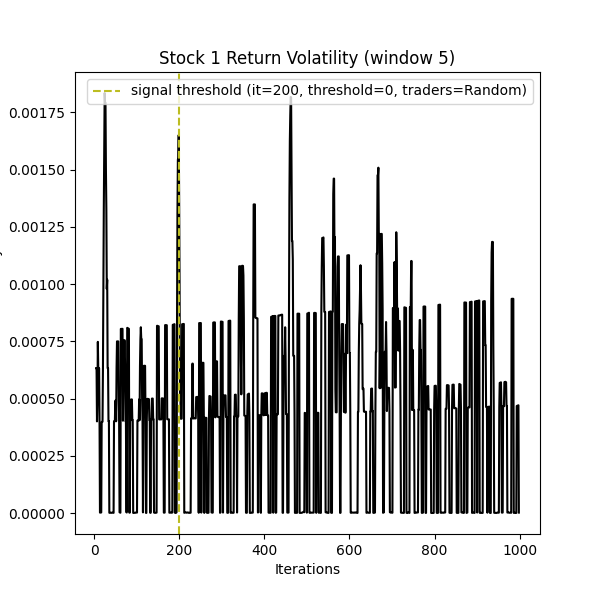 Stock 1 Return Volatility (window 5)
signal threshold (it=200, threshold=0, traders=Random)
0.00175
0.00150
0.00125
0.00100
0.00075
0.00050
0.00025
0.00000
0 200 400 600 800 1000
Iterations